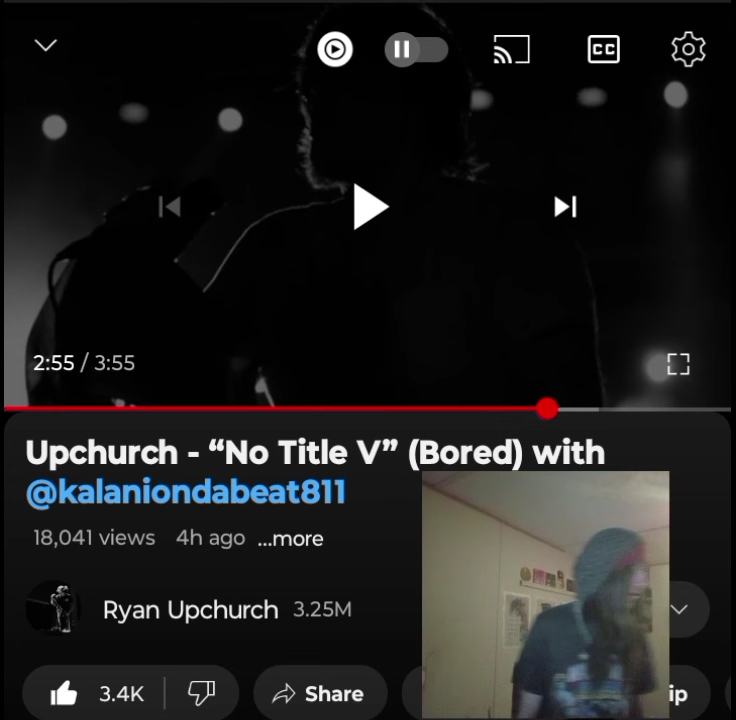 CC
2:55 / 3:55
Upchurch - “No Title V” (Bored) with
@kalaniondabeat811
18,041 views 4h ago ...more
Ryan Upchurch 3.25M
3.4K Share ip